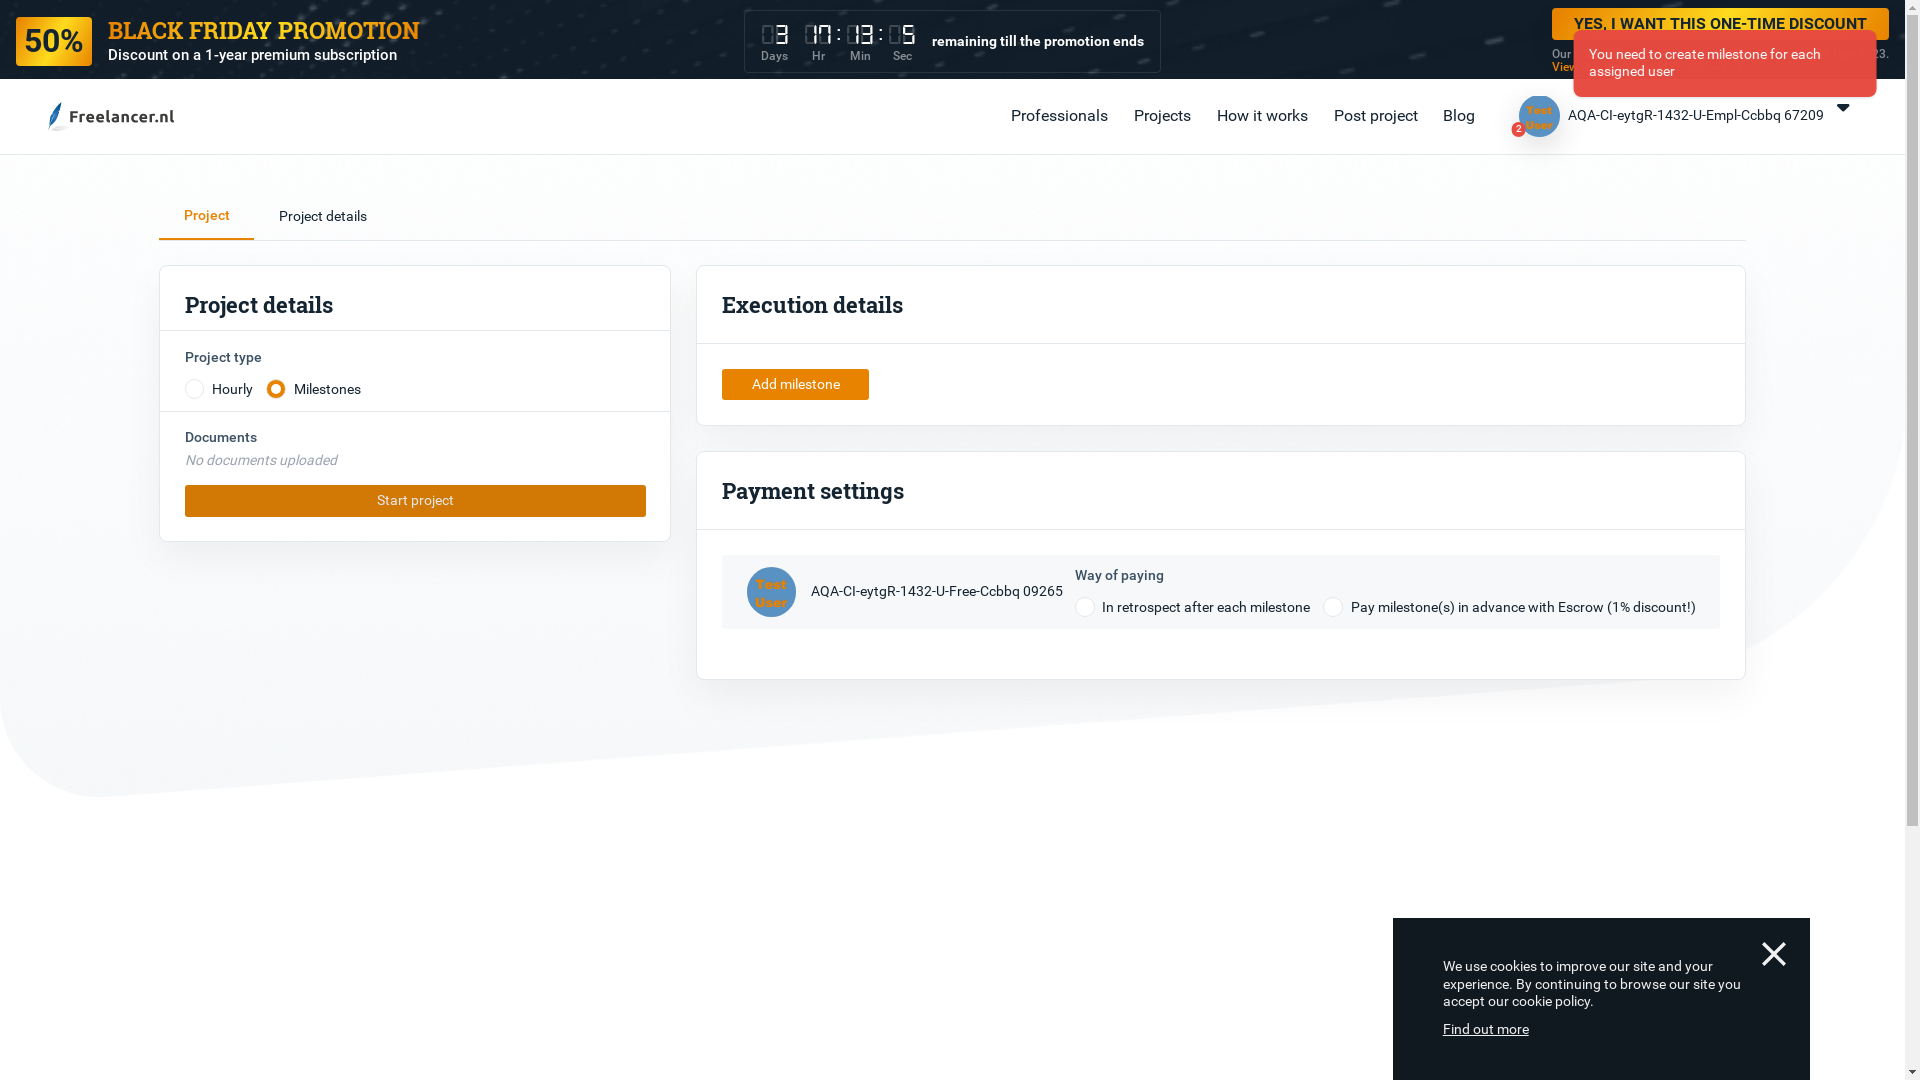 50%
BLACK FRIDAY PROMOTION
Discount on a 1-year premium subscription
3 17 : 13 : 5
Days Hr Min Sec
remaining till the promotion ends
YES, I WANT THIS ONE-TIME DISCOUNT
Our
23.
View
You need to create milestone for each
assigned user
Freelancer.nl
Professionals
Projects
How it works
Post project
Blog
Test
User
2
AQA-CI-eytgR-1432-U-Empl-Ccbbq 67209
Project
Project details
Project details
Project type
Hourly
Milestones
Documents
No documents uploaded
Start project
Execution details
Add milestone
Payment settings
Test
User
AQA-CI-eytgR-1432-U-Free-Ccbbq 09265
Way of paying
In retrospect after each milestone
Pay milestone(s) in advance with Escrow (1% discount!)
We use cookies to improve our site and your
experience. By continuing to browse our site you
accept our cookie policy.
Find out more